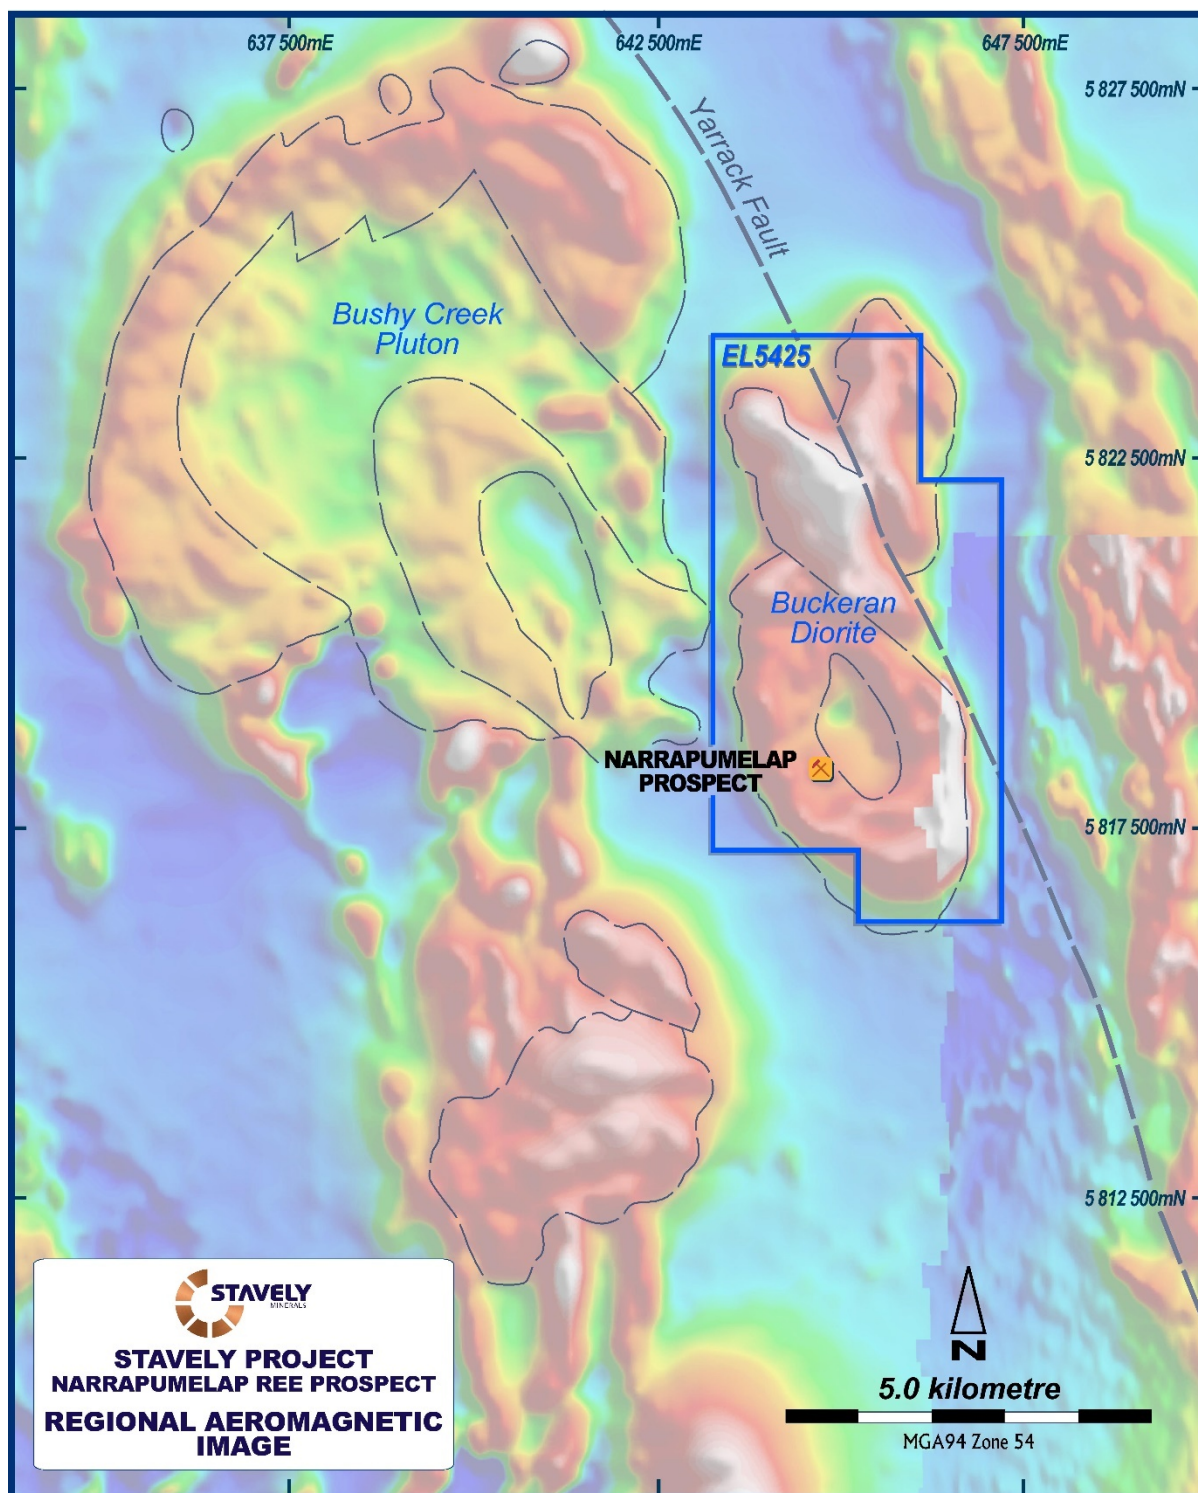 637 500mE
642 500mE
647 500mE
5 827 500mN
Yarrack Fault
Bushy Creek
Pluton
EL5425
5 822 500mN
Buckeran
Diorite
NARRAPUMELAP
PROSPECT
5 817 500mN
5 812 500mN
STAVELY
MINERALS
STAVELY PROJECT
NARRAPUMELAP REE PROSPECT
REGIONAL AEROMAGNETIC
IMAGE
N
5.0 kilometre
MGA94 Zone 54